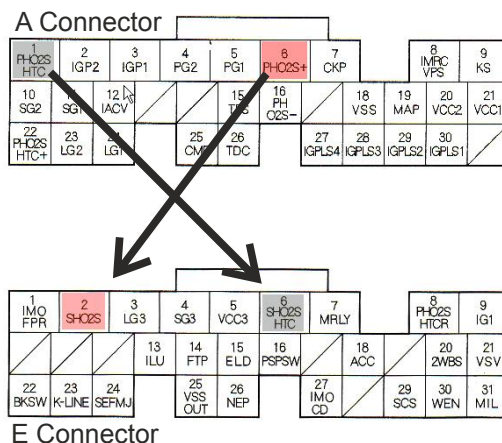 A Connector
1
PHO2S
HTC
2
IGP2
3
IGP1
4
PG2
5
PG1
6
PHO2S+
7
CKP
8
IMRC
VPS
9
KS
10
SG2
SG1
12
IACV
15
16
PH
O2S−
18
VSS
19
MAP
20
VCC2
21
VCC1
22
PHO2S
HTC+
23
LG2
LG1
25
26
TDC
27
IGPLS4
28
IGPLS3
29
IGPLS2
30
IGPLS1
1
IMO
FPR
2
SHO2S
3
LG3
4
SG3
5
VCC3
6
SHO2S
HTC
7
MRLY
8
PHO2S
HTCR
9
IG1
13
ILU
14
FTP
15
ELD
16
PSPSW
18
ACC
20
2WBS
21
VSV
22
BKSW
23
K-LINE
24
SEFMJ
25
VSS
OUT
26
NEP
27
IMO
CD
29
SCS
30
WEN
31
MIL
E Connector